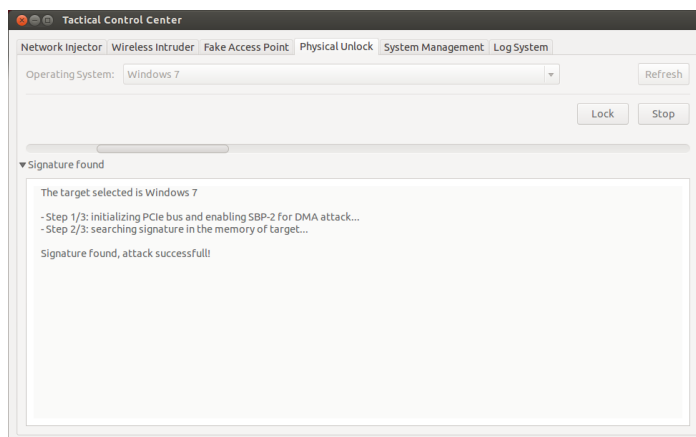 Tactical Control Center
Network Injector Wireless Intruder Fake Access Point Physical Unlock System Management Log System
Operating System: Windows 7 Refresh
Lock Stop
Signature found
The target selected is Windows 7
- Step 1/3: initializing PCIe bus and enabling SBP-2 for DMA attack...
- Step 2/3: searching signature in the memory of target...
Signature found, attack successfull!